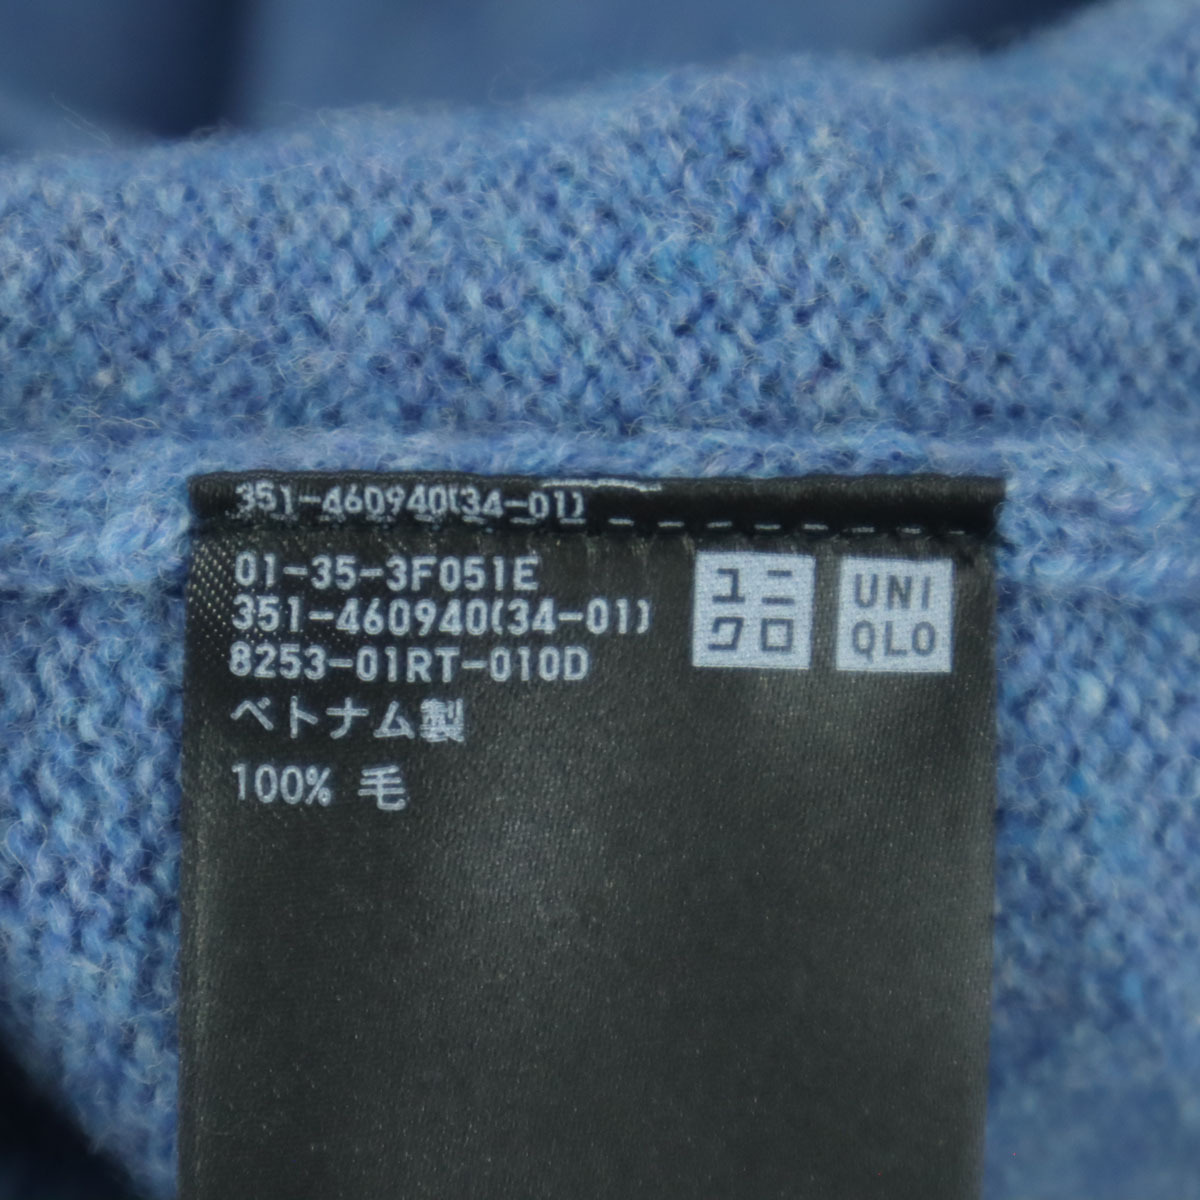 351-460940(34-01)
01-35-3F051E
351-460940(34-01)
8253-01RT-010D
ベトナム製
100% 毛
ユニ
クロ
UNI
QLO